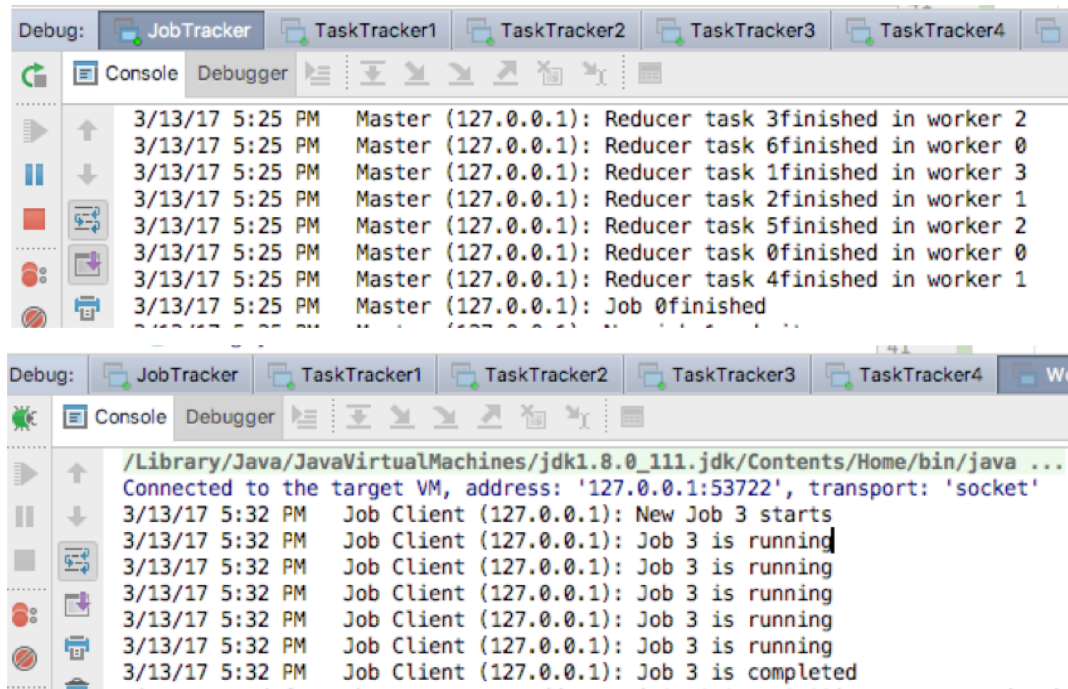 Debug: JobTracker TaskTracker1 TaskTracker2 TaskTracker3 TaskTracker4
Console Debugger
3/13/17 5:25 PM Master (127.0.0.1): Reducer task 3finished in worker 2
3/13/17 5:25 PM Master (127.0.0.1): Reducer task 6finished in worker 0
3/13/17 5:25 PM Master (127.0.0.1): Reducer task 1finished in worker 3
3/13/17 5:25 PM Master (127.0.0.1): Reducer task 2finished in worker 1
3/13/17 5:25 PM Master (127.0.0.1): Reducer task 5finished in worker 2
3/13/17 5:25 PM Master (127.0.0.1): Reducer task 0finished in worker 0
3/13/17 5:25 PM Master (127.0.0.1): Reducer task 4finished in worker 1
3/13/17 5:25 PM Master (127.0.0.1): Job 0finished
41
Debug: JobTracker TaskTracker1 TaskTracker2 TaskTracker3 TaskTracker4 Wo
Console Debugger
/Library/Java/JavaVirtualMachines/jdk1.8.0_111.jdk/Contents/Home/bin/java ...
Connected to the target VM, address: '127.0.0.1:53722', transport: 'socket'
3/13/17 5:32 PM Job Client (127.0.0.1): New Job 3 starts
3/13/17 5:32 PM Job Client (127.0.0.1): Job 3 is running
3/13/17 5:32 PM Job Client (127.0.0.1): Job 3 is running
3/13/17 5:32 PM Job Client (127.0.0.1): Job 3 is running
3/13/17 5:32 PM Job Client (127.0.0.1): Job 3 is running
3/13/17 5:32 PM Job Client (127.0.0.1): Job 3 is running
3/13/17 5:32 PM Job Client (127.0.0.1): Job 3 is completed